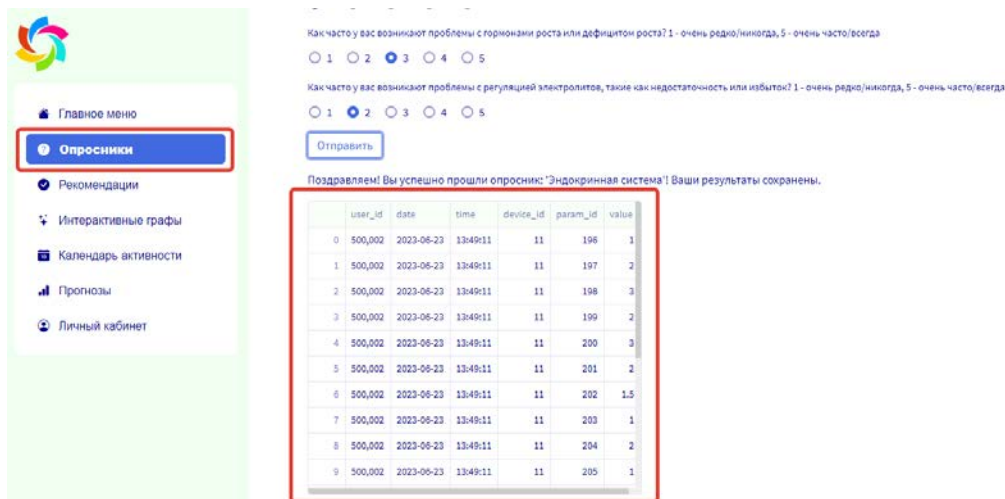 Как часто у вас возникают проблемы с гормонами роста или дефицитом роста? 1 - очень редко/никогда, 5 - очень часто/всегда
1 2 3 4 5
Как часто у вас возникают проблемы с регуляцией электролитов, такие как недостаточность или избыток? 1 - очень редко/никогда, 5 - очень часто/всегда
1 2 3 4 5
Отправить
Поздравляем! Вы успешно прошли опросник: 'Эндокринная система'! Ваши результаты сохранены.
Главное меню
Опросники
Рекомендации
Интерактивные графы
Календарь активности
Прогнозы
Личный кабинет
user_id date time device_id param_id value
0 500,002 2023-06-23 13:49:11 11 196 1
1 500,002 2023-06-23 13:49:11 11 197 2
2 500,002 2023-06-23 13:49:11 11 198 3
3 500,002 2023-06-23 13:49:11 11 199 2
4 500,002 2023-06-23 13:49:11 11 200 3
5 500,002 2023-06-23 13:49:11 11 201 2
6 500,002 2023-06-23 13:49:11 11 202 1.5
7 500,002 2023-06-23 13:49:11 11 203 1
8 500,002 2023-06-23 13:49:11 11 204 2
9 500,002 2023-06-23 13:49:11 11 205 1